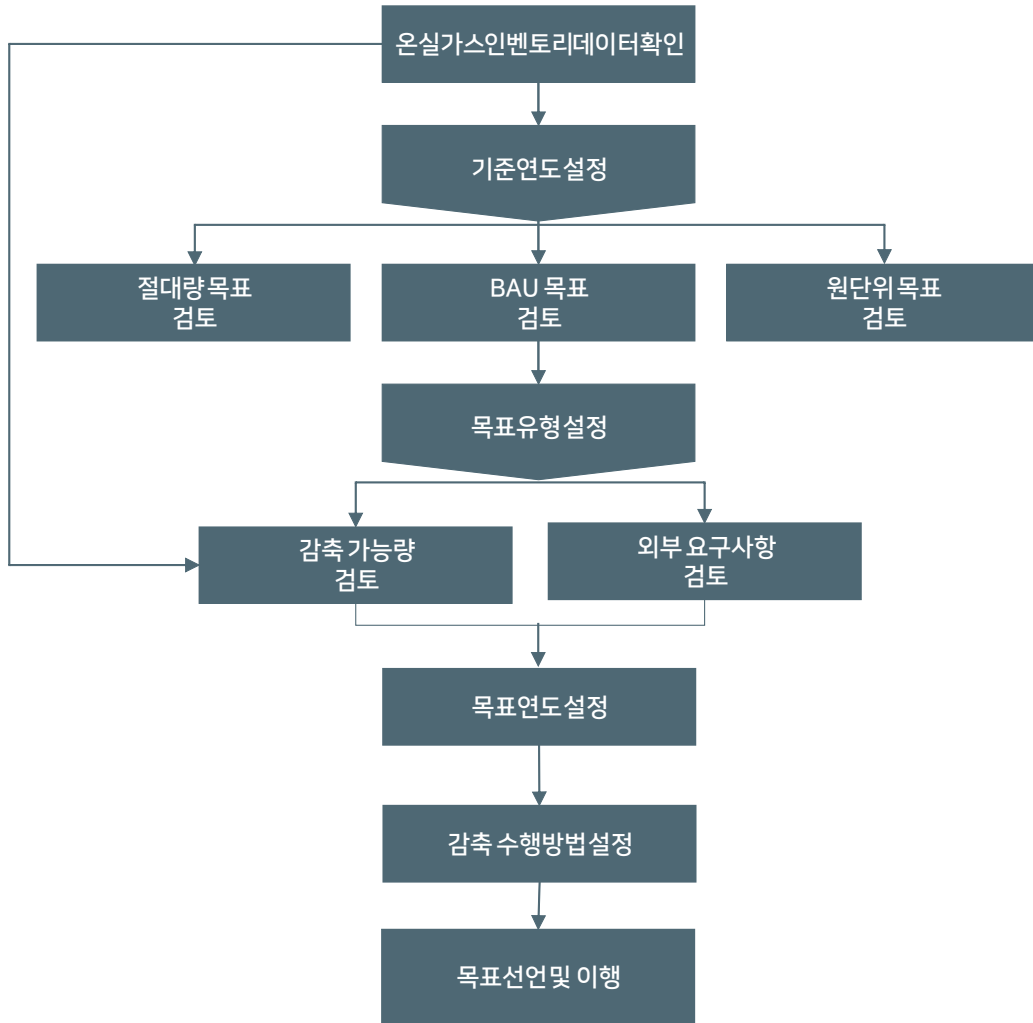 온실가스인벤토리데이터확인
기준연도설정
절대량 목표
검토
BAU 목표
검토
원단위 목표
검토
목표유형설정
감축 가능량
검토
외부 요구사항
검토
목표연도설정
감축 수행방법설정
목표선언및 이행